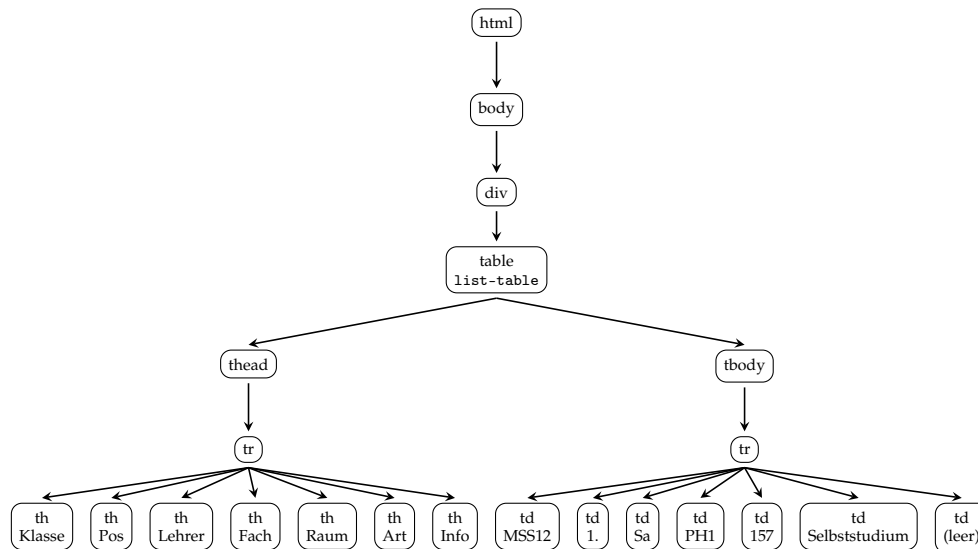 html
body
div
table
list-table
thead
tbody
tr
tr
th
Klasse
th
Pos
th
Lehrer
th
Fach
th
Raum
th
Art
th
Info
td
MSS12
td
1.
td
Sa
td
PH1
td
157
td
Selbststudium
td
(leer)